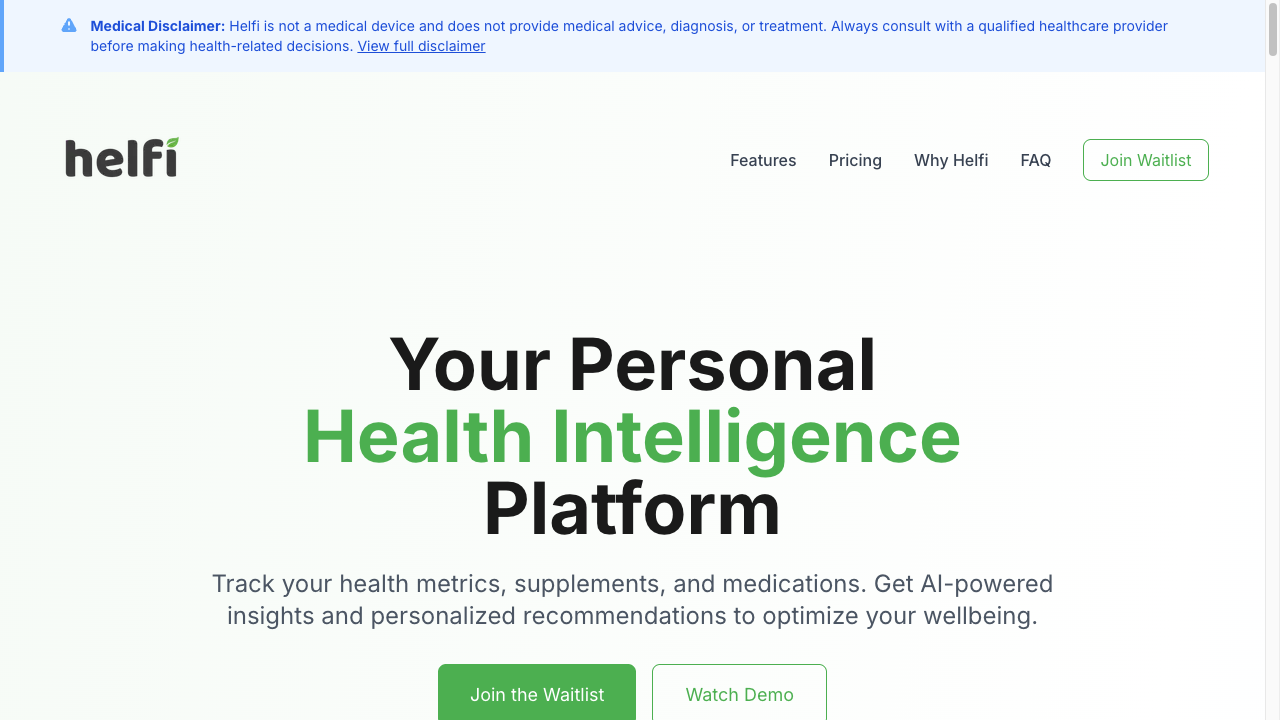 Medical Disclaimer: Helfi is not a medical device and does not provide medical advice, diagnosis, or treatment. Always consult with a qualified healthcare provider
before making health-related decisions. View full disclaimer
helfi
Features
Pricing
Why Helfi
FAQ
Join Waitlist
Your Personal
Health Intelligence
Platform
Track your health metrics, supplements, and medications. Get AI-powered
insights and personalized recommendations to optimize your wellbeing.
Join the Waitlist
Watch Demo